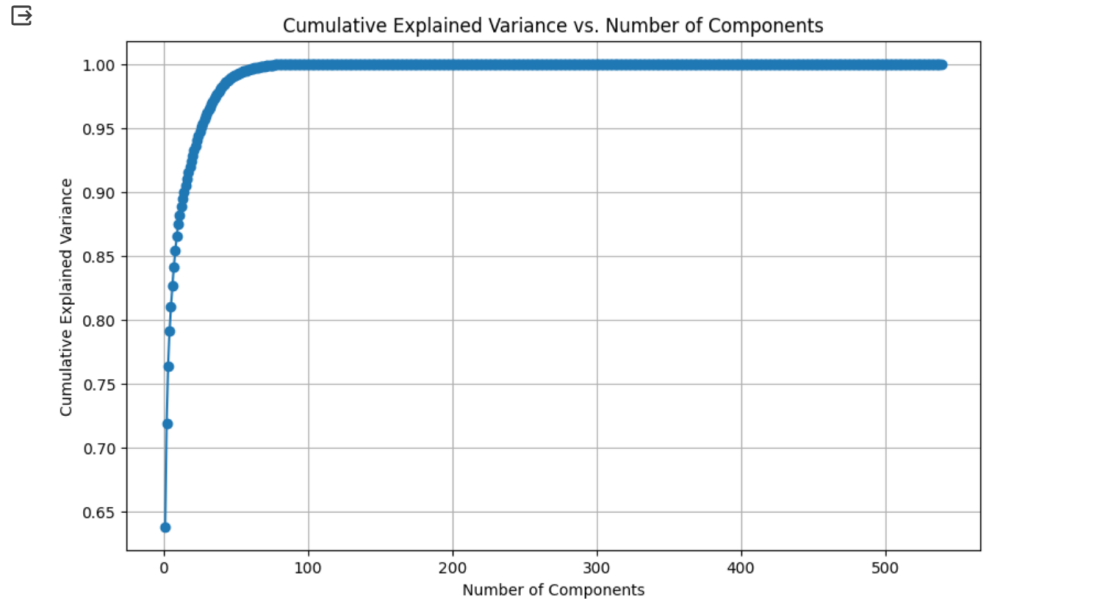 Cumulative Explained Variance vs. Number of Components
1.00
0.95
0.90
0.85
0.80
0.75
0.70
0.65
Cumulative Explained Variance
0 100 200 300 400 500
Number of Components